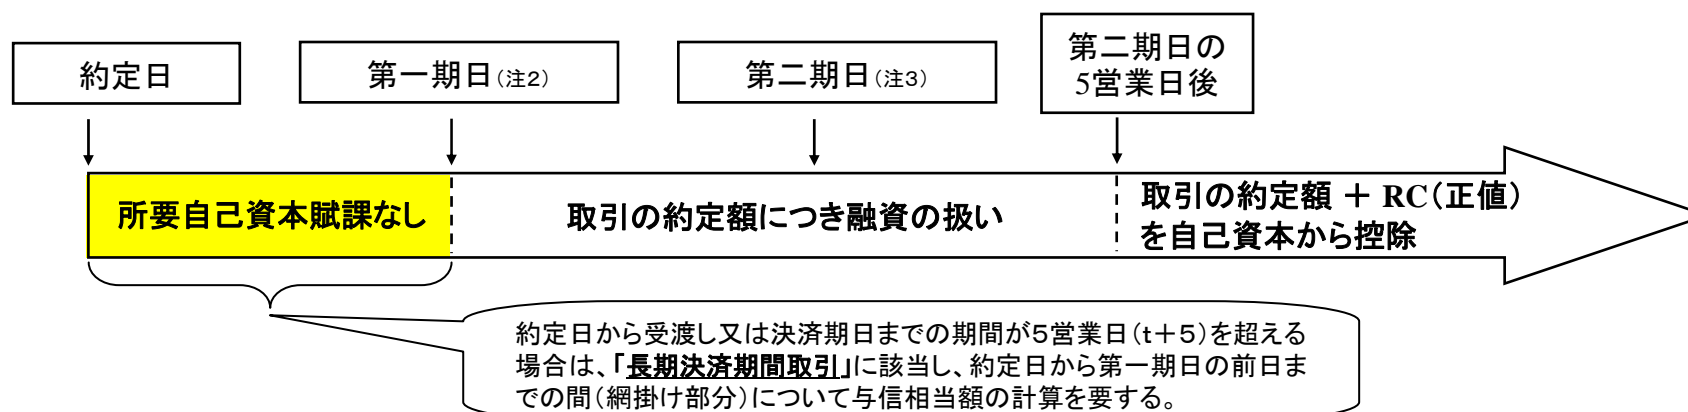 約定日
第一期日(注2)
第二期日(注3)
第二期日の
5営業日後
所要自己資本賦課なし
取引の約定額につき融資の扱い
取引の約定額 + RC(正値)
を自己資本から控除
約定日から受渡し又は決済期日までの期間が5営業日(t+5)を超える
場合は、「長期決済期間取引」に該当し、約定日から第一期日の前日ま
での間(網掛け部分)について与信相当額の計算を要する。